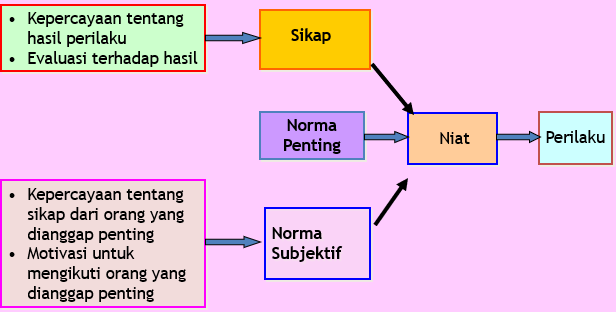 • Kepercayaan tentang
hasil perilaku
• Evaluasi terhadap hasil
Sikap
Norma
Penting
Niat
Perilaku
• Kepercayaan tentang
sikap dari orang yang
dianggap penting
• Motivasi untuk
mengikuti orang yang
dianggap penting
Norma
Subjektif